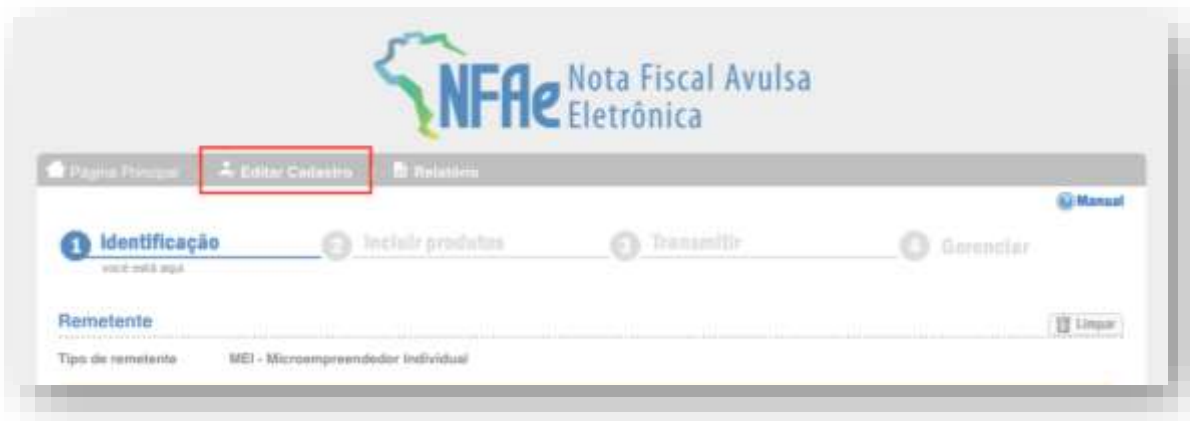 NFAe Nota Fiscal Avulsa
Eletrônica
Página Principal Editar Cadastro Relatório
Manual
1 Identificação 2 Incluir produtos 3 Transmitir 4 Gerenciar
você está aqui
Remetente Limpar
Tipo de remetente MEI - Microempreendedor Individual